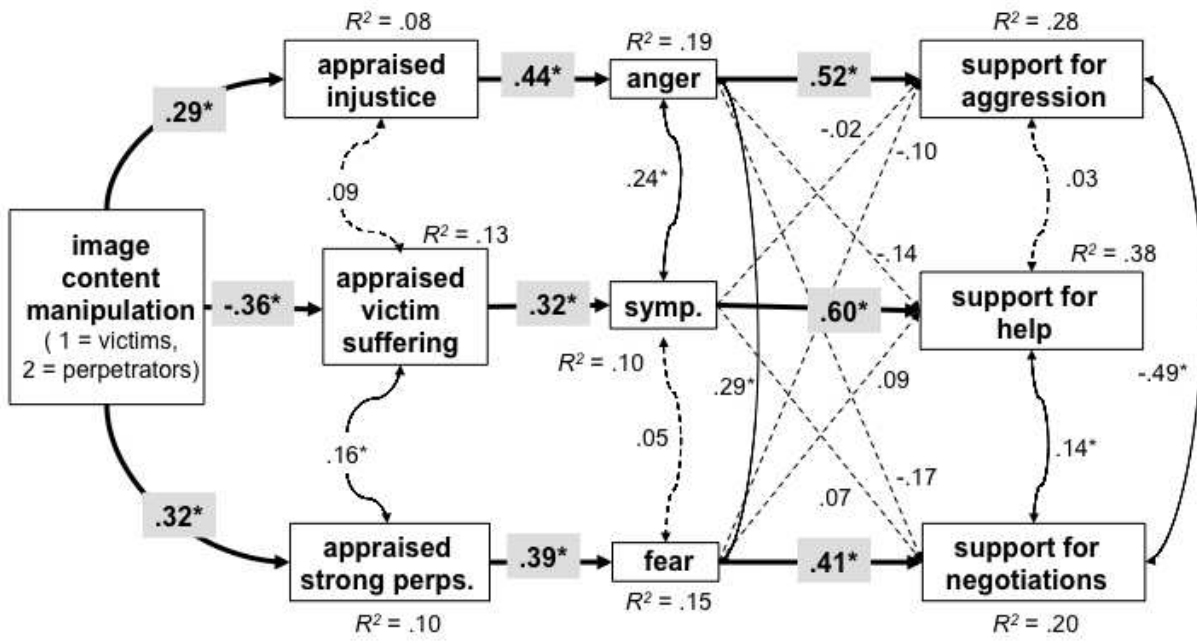 R² = .08
R² = .28
R² = .19
appraised
injustice
.44*
anger
.52*
support for
aggression
.29*
-.02
-.10
.24*
.09
.03
R² = .13
R² = .38
image
content
manipulation
( 1 = victims,
2 = perpetrators)
-.36*
appraised
victim
suffering
.32*
symp.
-.14
.60*
support for
help
R² = .10
.29*
.09
-.49*
.05
.16*
.14*
-.17
.07
.32*
appraised
strong perps.
.39*
fear
.41*
support for
negotiations
R² = .10
R² = .15
R² = .20